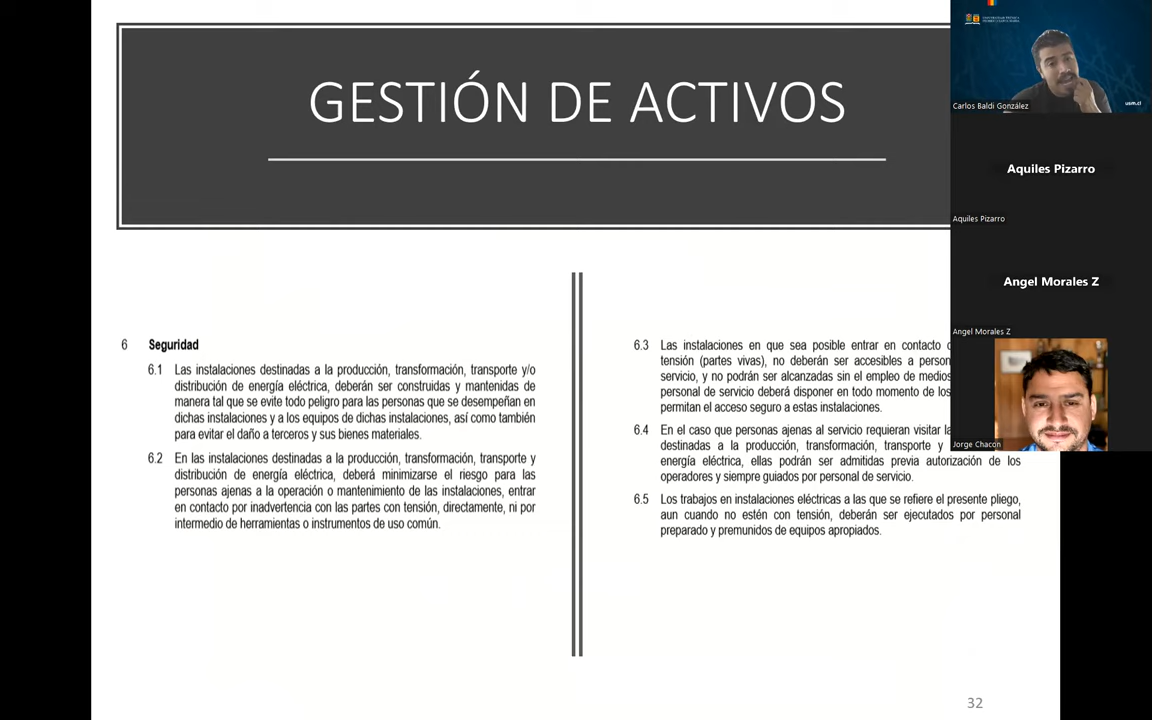 GESTIÓN DE ACTIVOS
6 Seguridad
6.1 Las instalaciones destinadas a la producción, transformación, transporte y/o
distribución de energía eléctrica, deberán ser construidas y mantenidas de
manera tal que se evite todo peligro para las personas que se desempeñan en
dichas instalaciones y a los equipos de dichas instalaciones, así como también
para evitar el daño a terceros y sus bienes materiales.
6.2 En las instalaciones destinadas a la producción, transformación, transporte y
distribución de energía eléctrica, deberá minimizarse el riesgo para las
personas ajenas a la operación o mantenimiento de las instalaciones, entrar
en contacto por inadvertencia con las partes con tensión, directamente, ni por
intermedio de herramientas o instrumentos de uso común.
6.3 Las instalaciones en que sea posible entrar en contacto
tensión (partes vivas), no deberán ser accesibles a
servicio, y no podrán ser alcanzadas sin el empleo de medios
personal de servicio deberá disponer en todo momento de los
permitan el acceso seguro a estas instalaciones.
6.4 En el caso que personas ajenas al servicio requieran visitar
destinadas a la producción, transformación, transporte y
energía eléctrica, ellas podrán ser admitidas previa autorización de los
operadores y siempre guiados por personal de servicio.
6.5 Los trabajos en instalaciones eléctricas a las que se refiere el presente pliego,
aun cuando no estén con tensión, deberán ser ejecutados por personal
preparado y premunidos de equipos apropiados.
32
usm.cl
Carlos Baldi González
Aquiles Pizarro
Aquiles Pizarro
Angel Morales Z
Angel Morales Z
Jorge Chacon